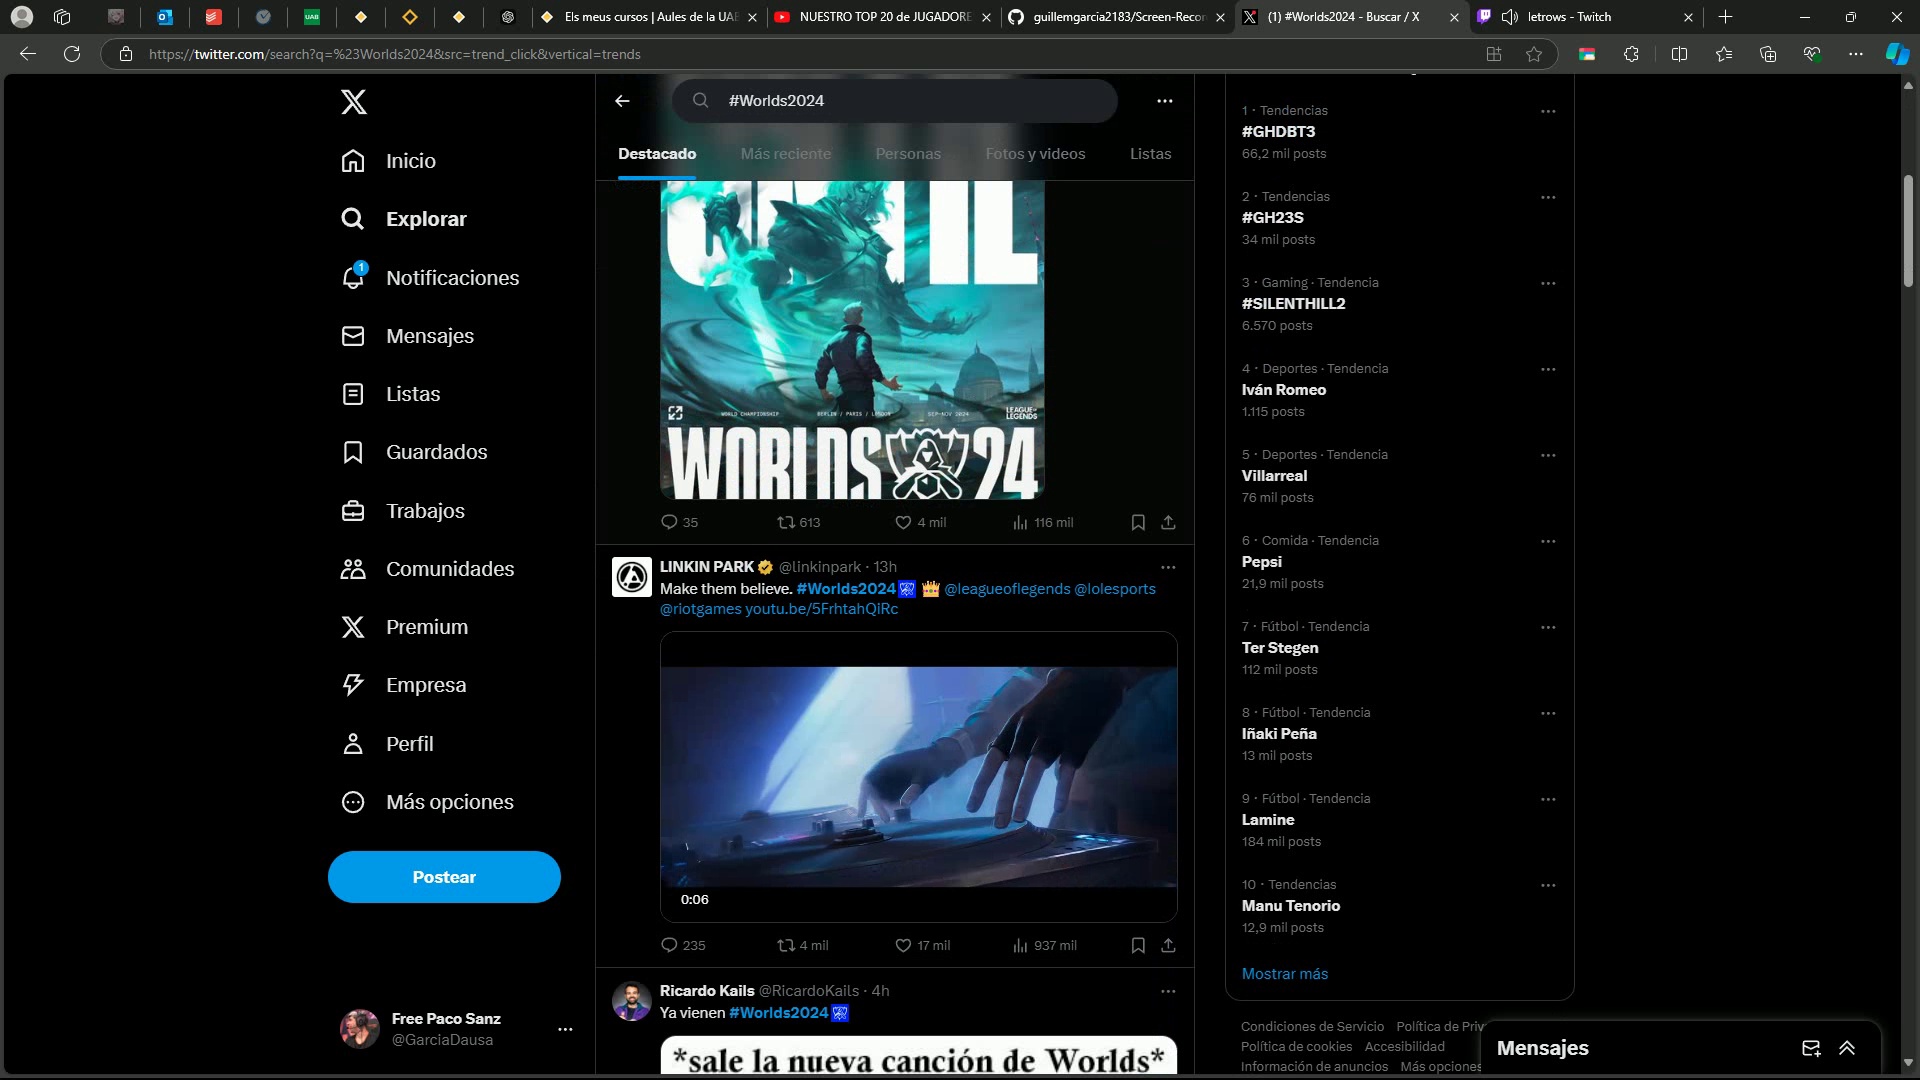 Els meus cursos | Aules de la UAB
NUESTRO TOP 20 de JUGADORE
guillemgarcia2183/Screen-Recor
(1) #Worlds2024 - Buscar / X
letrows - Twitch
https://twitter.com/search?q=%23Worlds2024&src=trend_click&vertical=trends
#Worlds2024
Destacado
Más reciente
Personas
Fotos y videos
Listas
Inicio
Explorar
1
Notificaciones
Mensajes
Listas
Guardados
Trabajos
Comunidades
Premium
Empresa
Perfil
Más opciones
Postear
Free Paco Sanz
@GarciaDausa
WORLD CHAMPIONSHIP
BERLIN / PARIS / LONDON
SEP-NOV 2024
LEAGUE OF
LEGENDS
WORLDS 24
35
613
4 mil
116 mil
LINKIN PARK @linkinpark · 13h
Make them believe. #Worlds2024 @leagueoflegends @lolesports
@riotgames youtu.be/5FrhtahQiRc
0:06
235
4 mil
17 mil
937 mil
Ricardo Kails @RicardoKails · 4h
Ya vienen #Worlds2024
*sale la nueva canción de Worlds*
1 · Tendencias
#GHDBT3
66,2 mil posts
2 · Tendencias
#GH23S
34 mil posts
3 · Gaming · Tendencia
#SILENTHILL2
6.570 posts
4 · Deportes · Tendencia
Iván Romeo
1.115 posts
5 · Deportes · Tendencia
Villarreal
76 mil posts
6 · Comida · Tendencia
Pepsi
21,9 mil posts
7 · Fútbol · Tendencia
Ter Stegen
112 mil posts
8 · Fútbol · Tendencia
Iñaki Peña
13 mil posts
9 · Fútbol · Tendencia
Lamine
184 mil posts
10 · Tendencias
Manu Tenorio
12,9 mil posts
Mostrar más
Condiciones de Servicio Política de Priv
Política de cookies Accesibilidad
Información de anuncios Más opciones
Mensajes